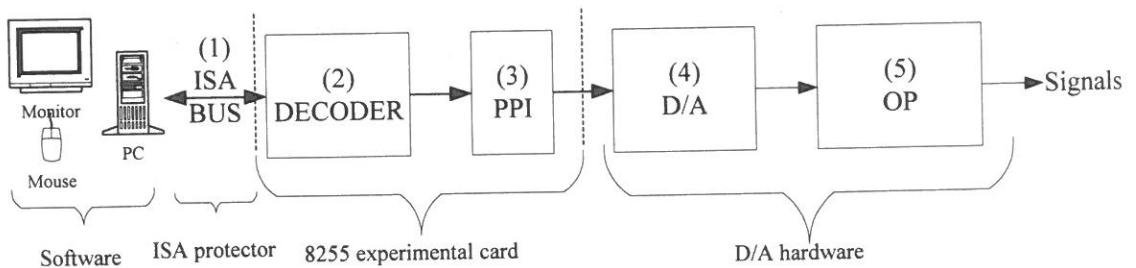 (1)
ISA
BUS
(2)
DECODER
(3)
PPI
(4)
D/A
(5)
OP
Signals
Monitor
PC
Mouse
Software
ISA protector
8255 experimental card
D/A hardware